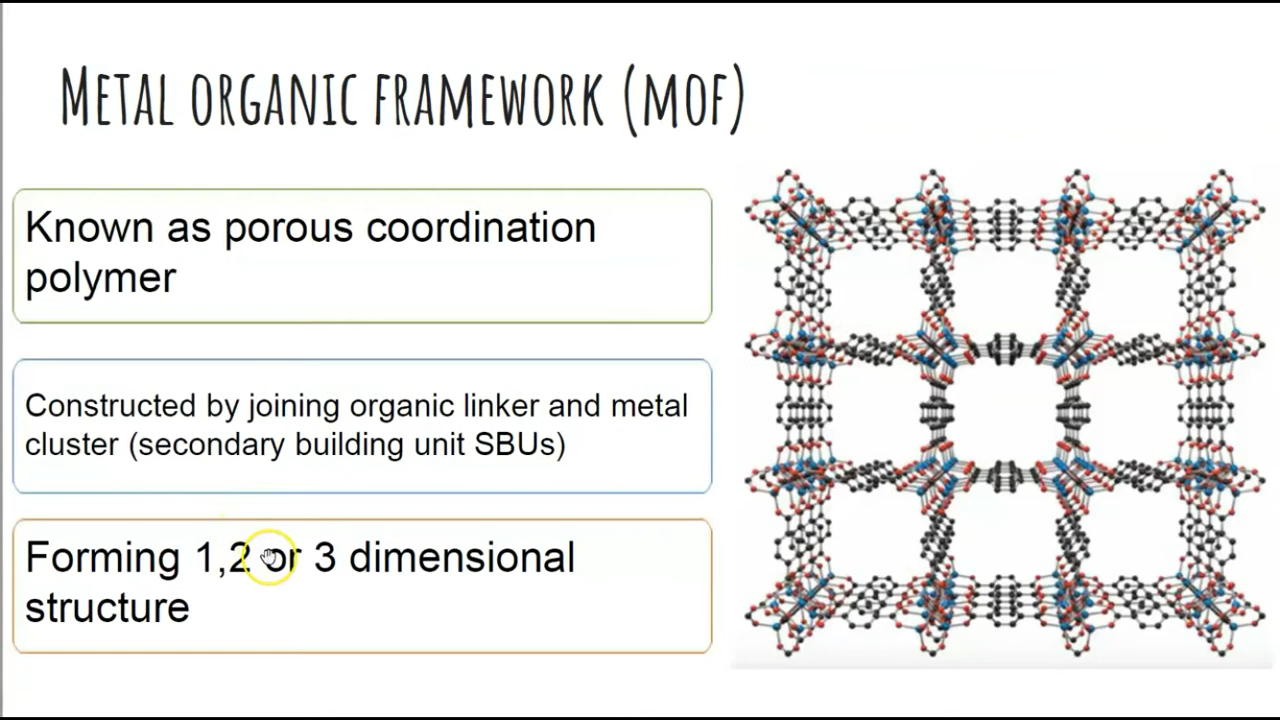 METAL ORGANIC FRAMEWORK (MOF)
Known as porous coordination
polymer
Constructed by joining organic linker and metal
cluster (secondary building unit SBUs)
Forming 1,2 or 3 dimensional
structure